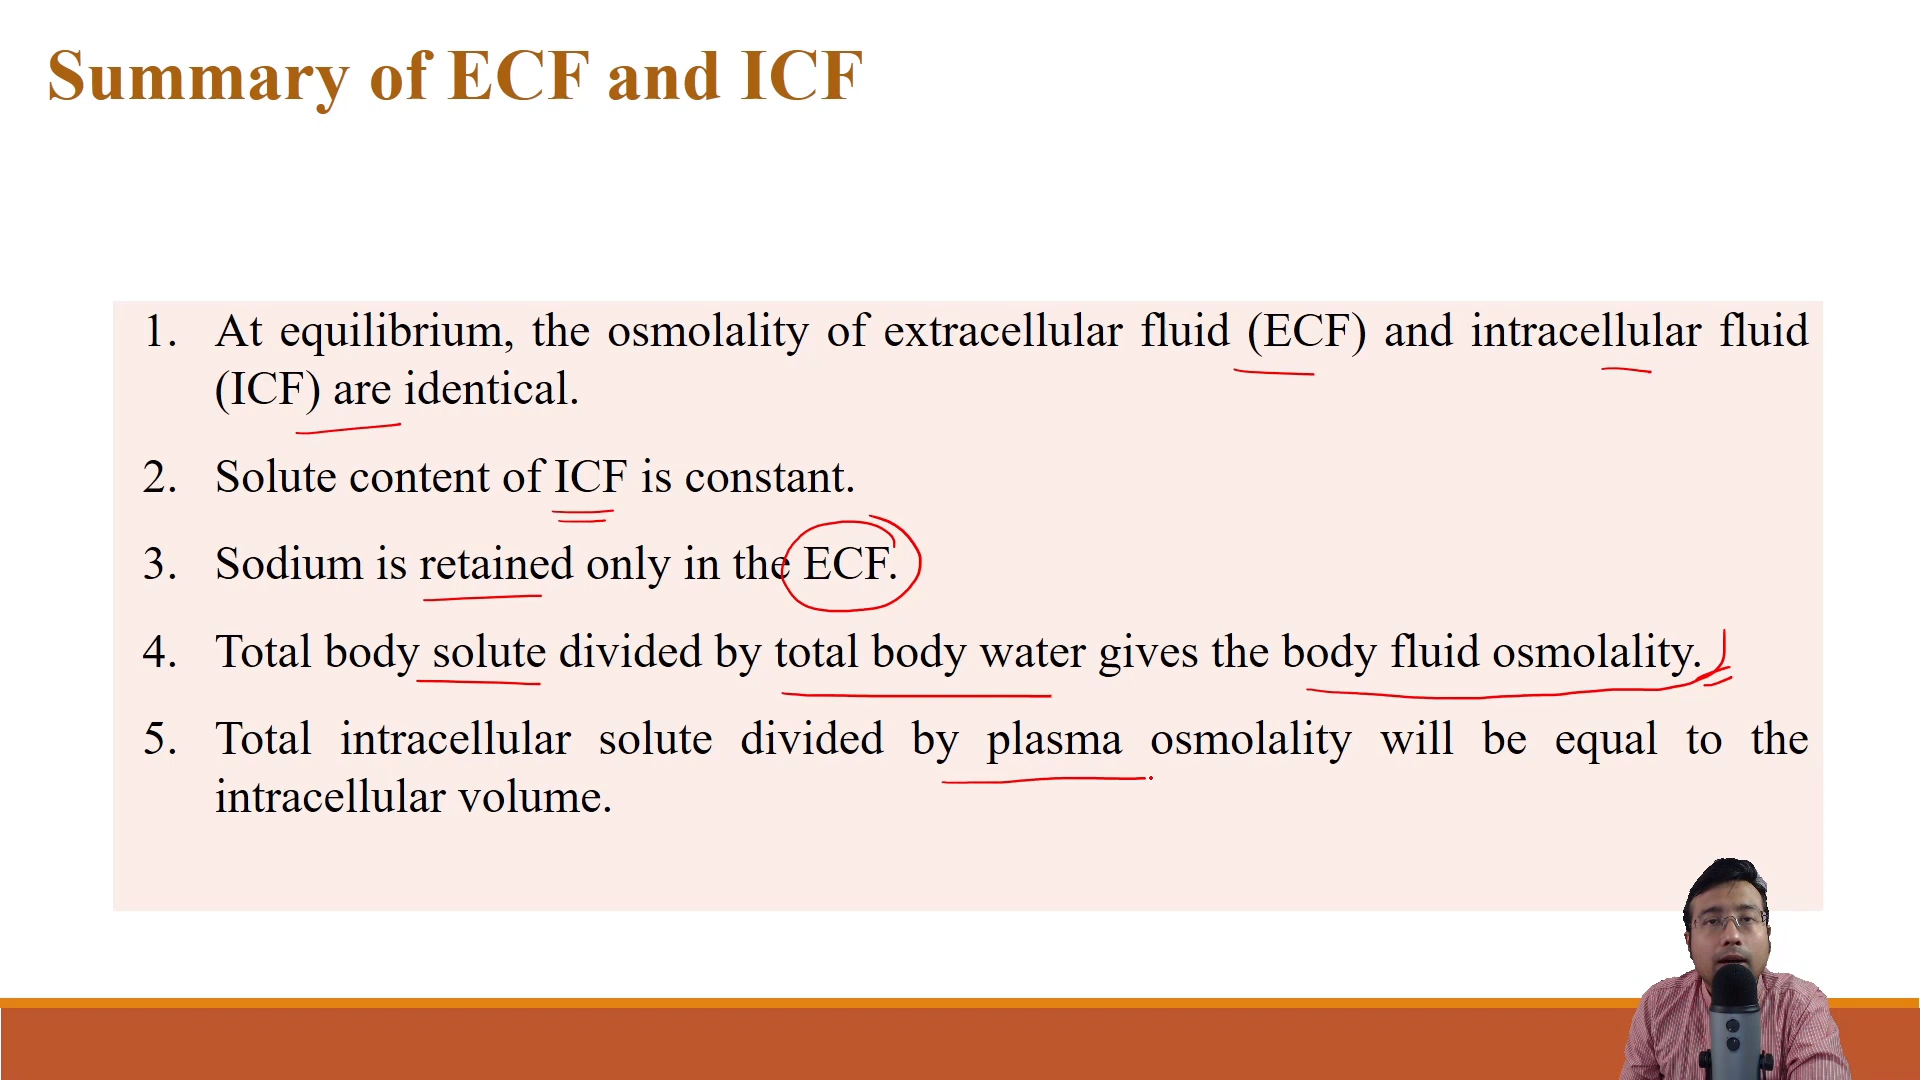 Summary of ECF and ICF
1. At equilibrium, the osmolality of extracellular fluid (ECF) and intracellular fluid
(ICF) are identical.
2. Solute content of ICF is constant.
3. Sodium is retained only in the ECF.
4. Total body solute divided by total body water gives the body fluid osmolality.
5. Total intracellular solute divided by plasma osmolality will be equal to the
intracellular volume.